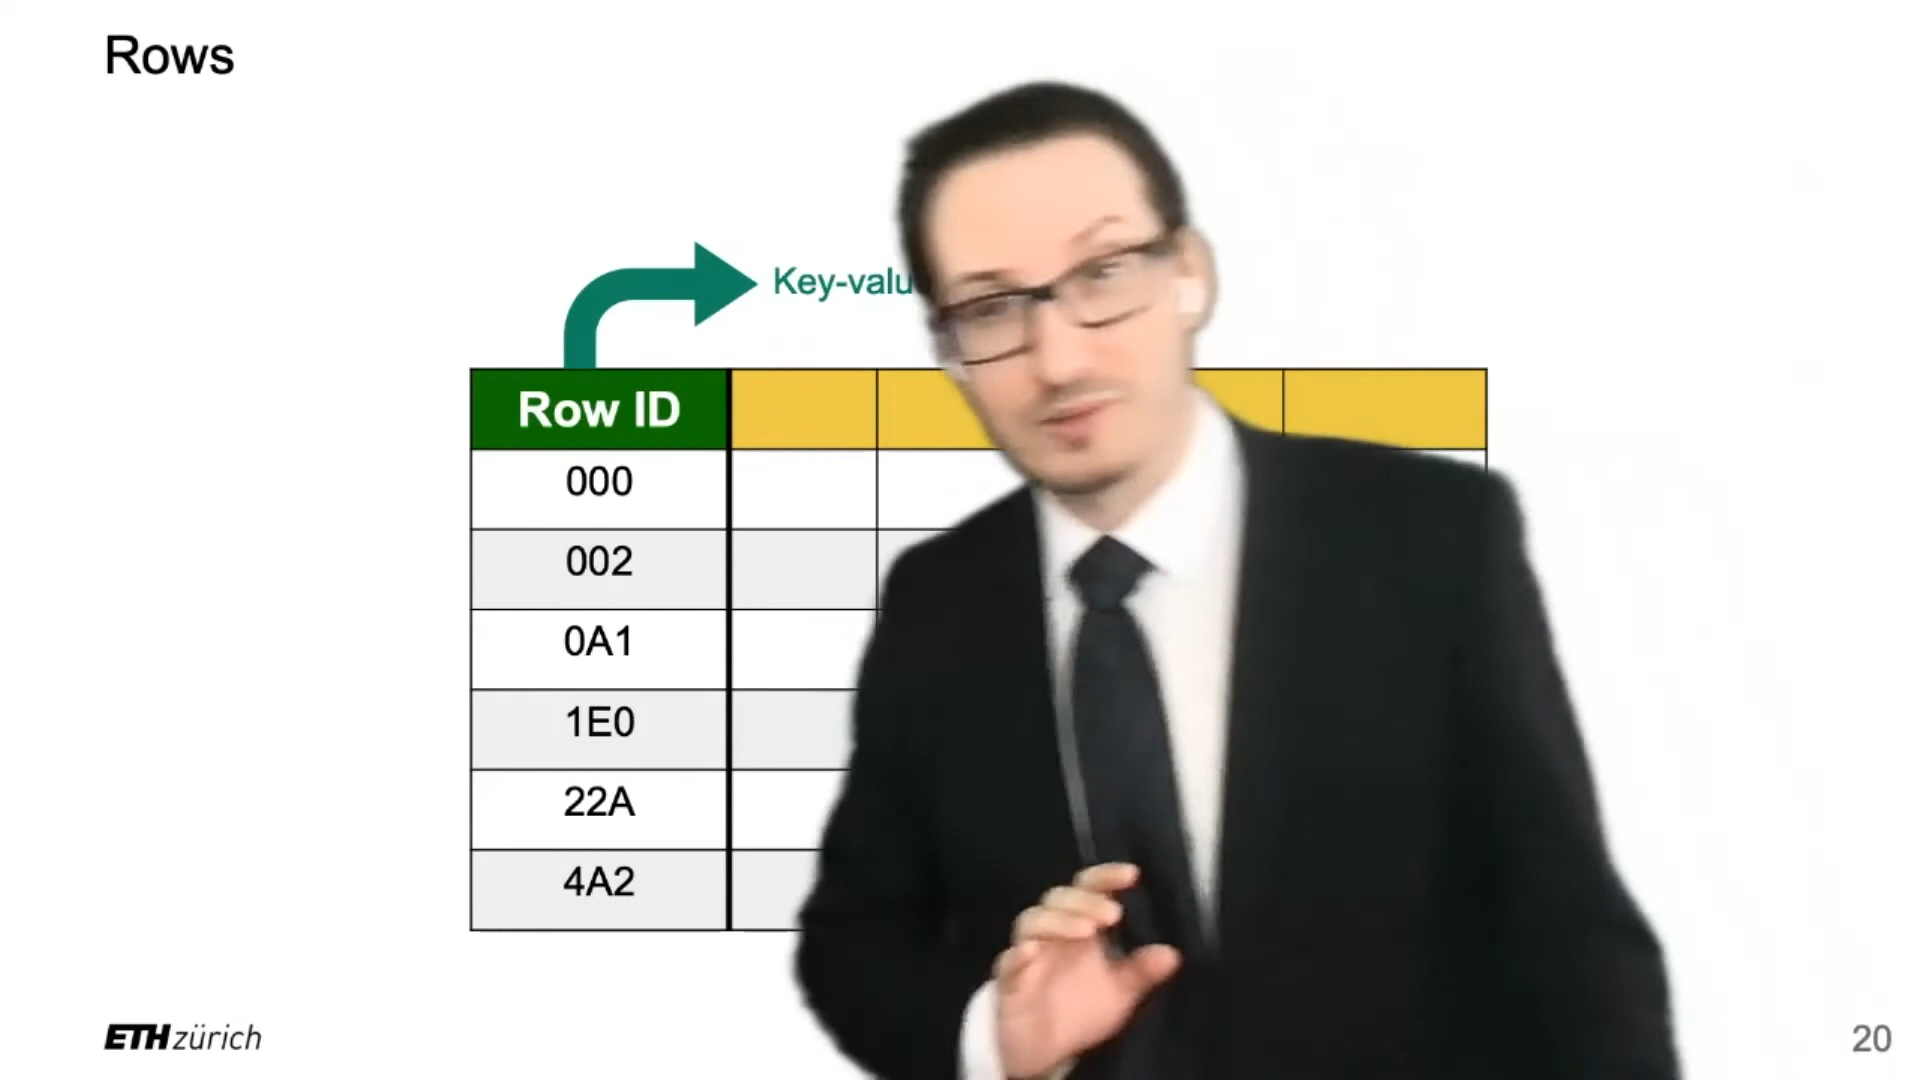 Rows
Key-valu
Row ID
000
002
0A1
1E0
22A
4A2
ETH zürich
20